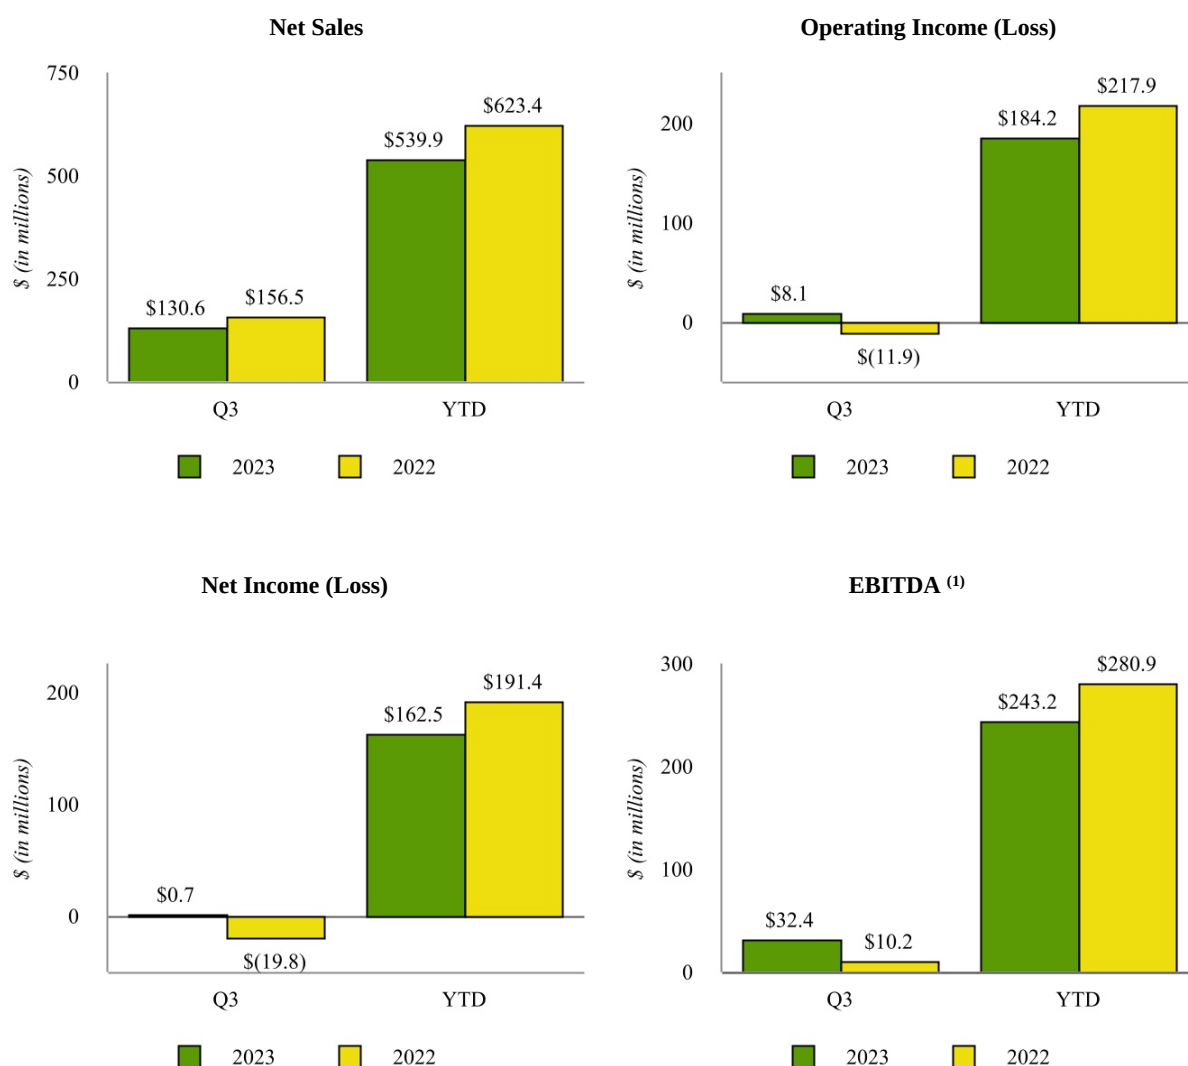 Net Sales
750
500
250
0
$ (in millions)
$130.6
$156.5
$539.9
$623.4
Q3
YTD
2023
2022
Operating Income (Loss)
200
100
0
$ (in millions)
$8.1
$(11.9)
$184.2
$217.9
Q3
YTD
2023
2022
Net Income (Loss)
200
100
0
$ (in millions)
$0.7
$(19.8)
$162.5
$191.4
Q3
YTD
2023
2022
EBITDA (1)
300
200
100
0
$ (in millions)
$32.4
$10.2
$243.2
$280.9
Q3
YTD
2023
2022